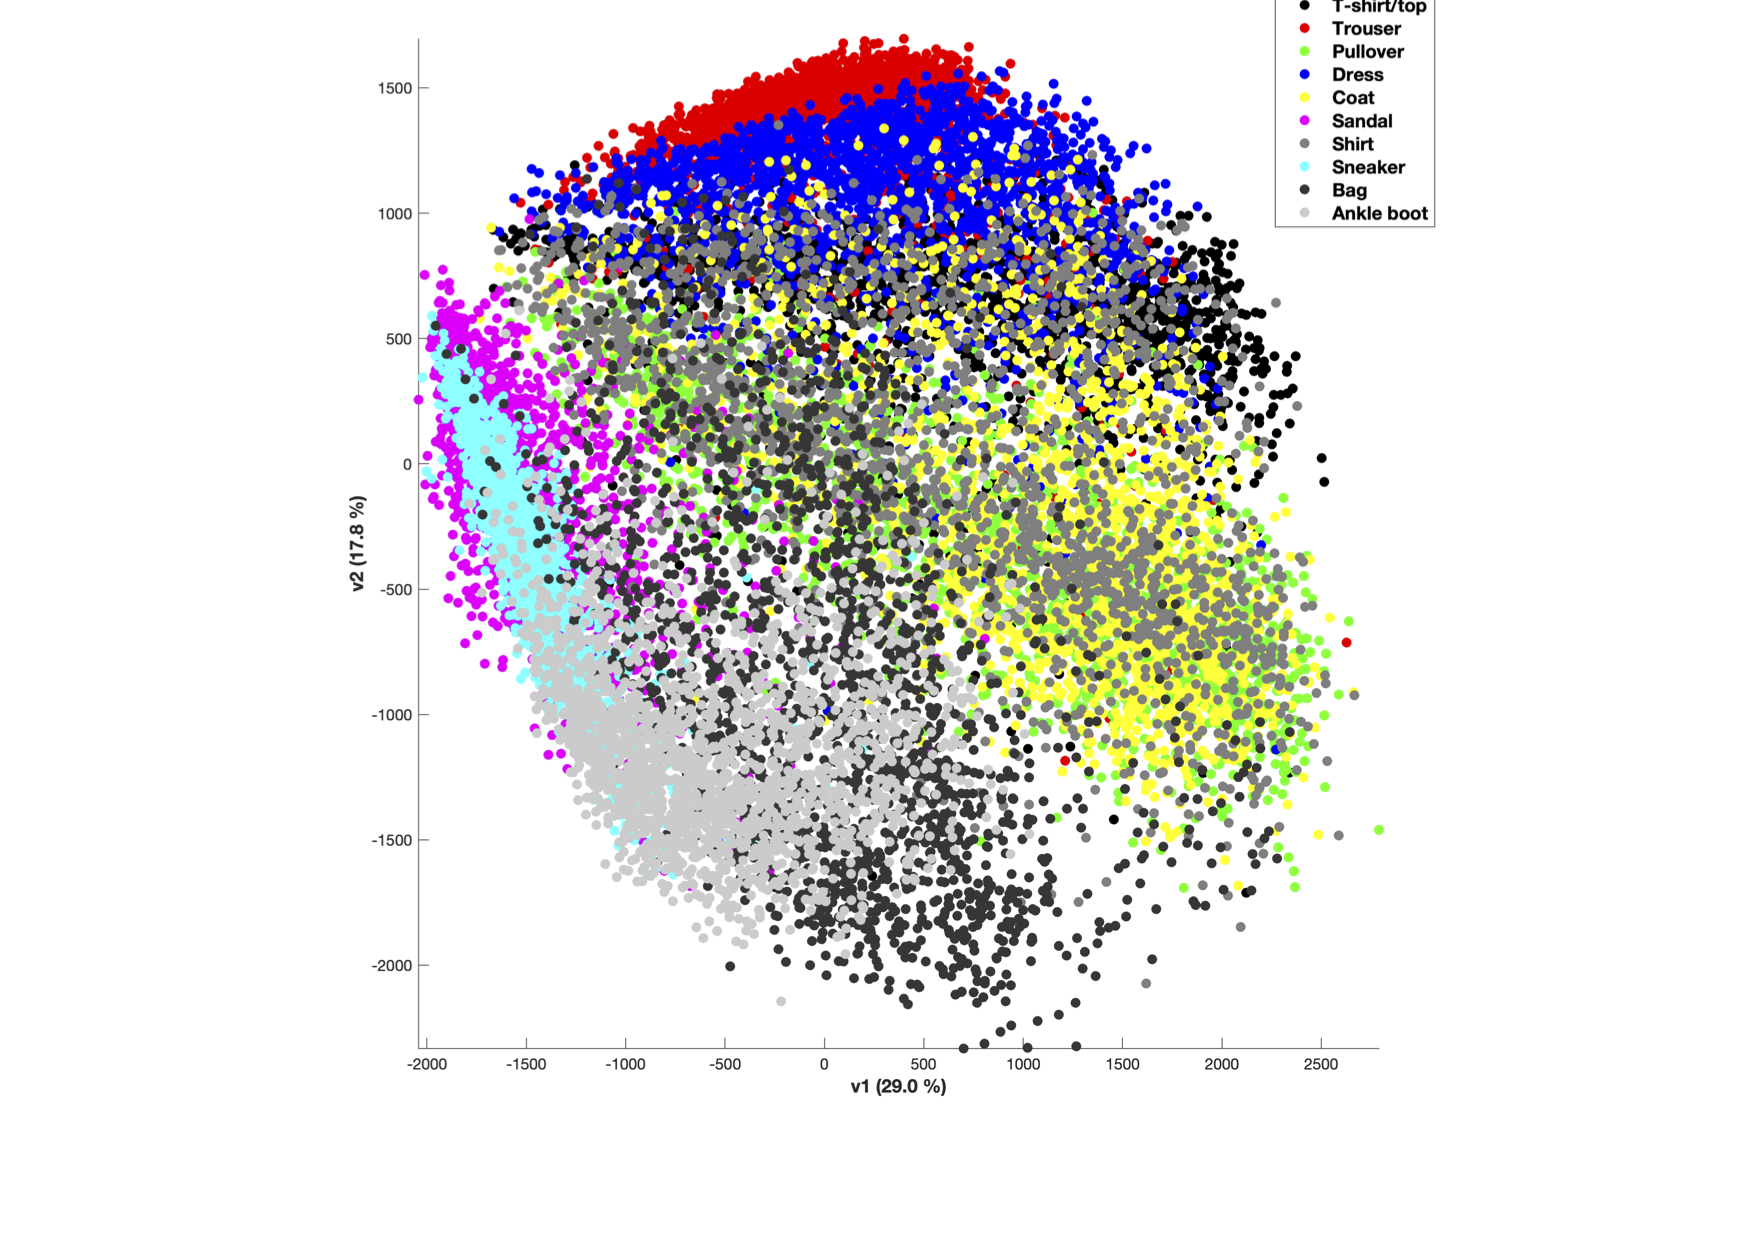 T-shirt/top
Trouser
Pullover
Dress
Coat
Sandal
Shirt
Sneaker
Bag
Ankle boot
1500
1000
500
0
-500
-1000
-1500
-2000
v2 (17.8 %)
-2000 -1500 -1000 -500 0 500 1000 1500 2000 2500
v1 (29.0 %)